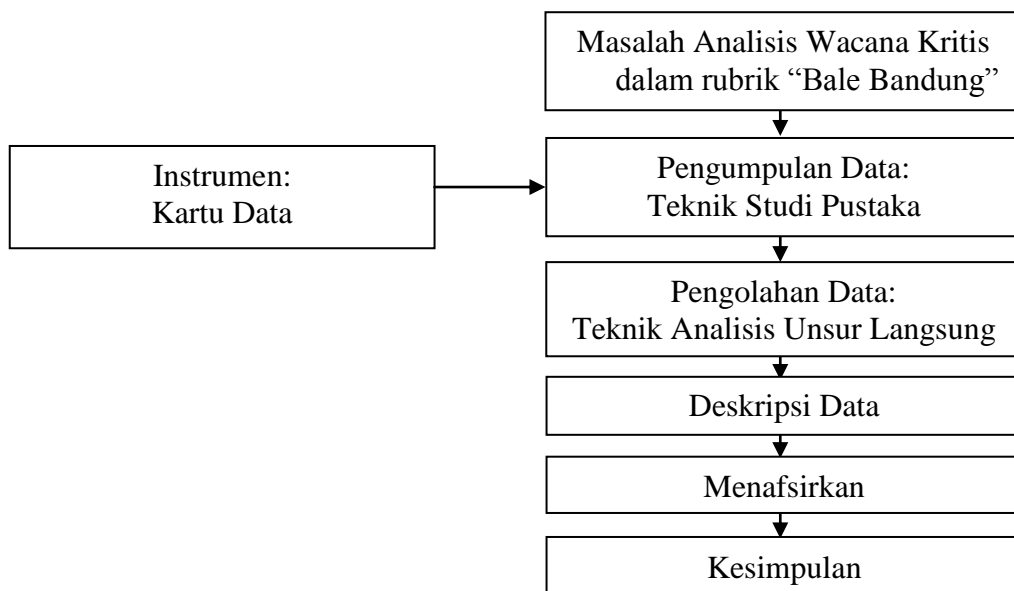 Masalah Analisis Wacana Kritis
dalam rubrik “Bale Bandung”
Instrumen:
Kartu Data
Pengumpulan Data:
Teknik Studi Pustaka
Pengolahan Data:
Teknik Analisis Unsur Langsung
Deskripsi Data
Menafsirkan
Kesimpulan